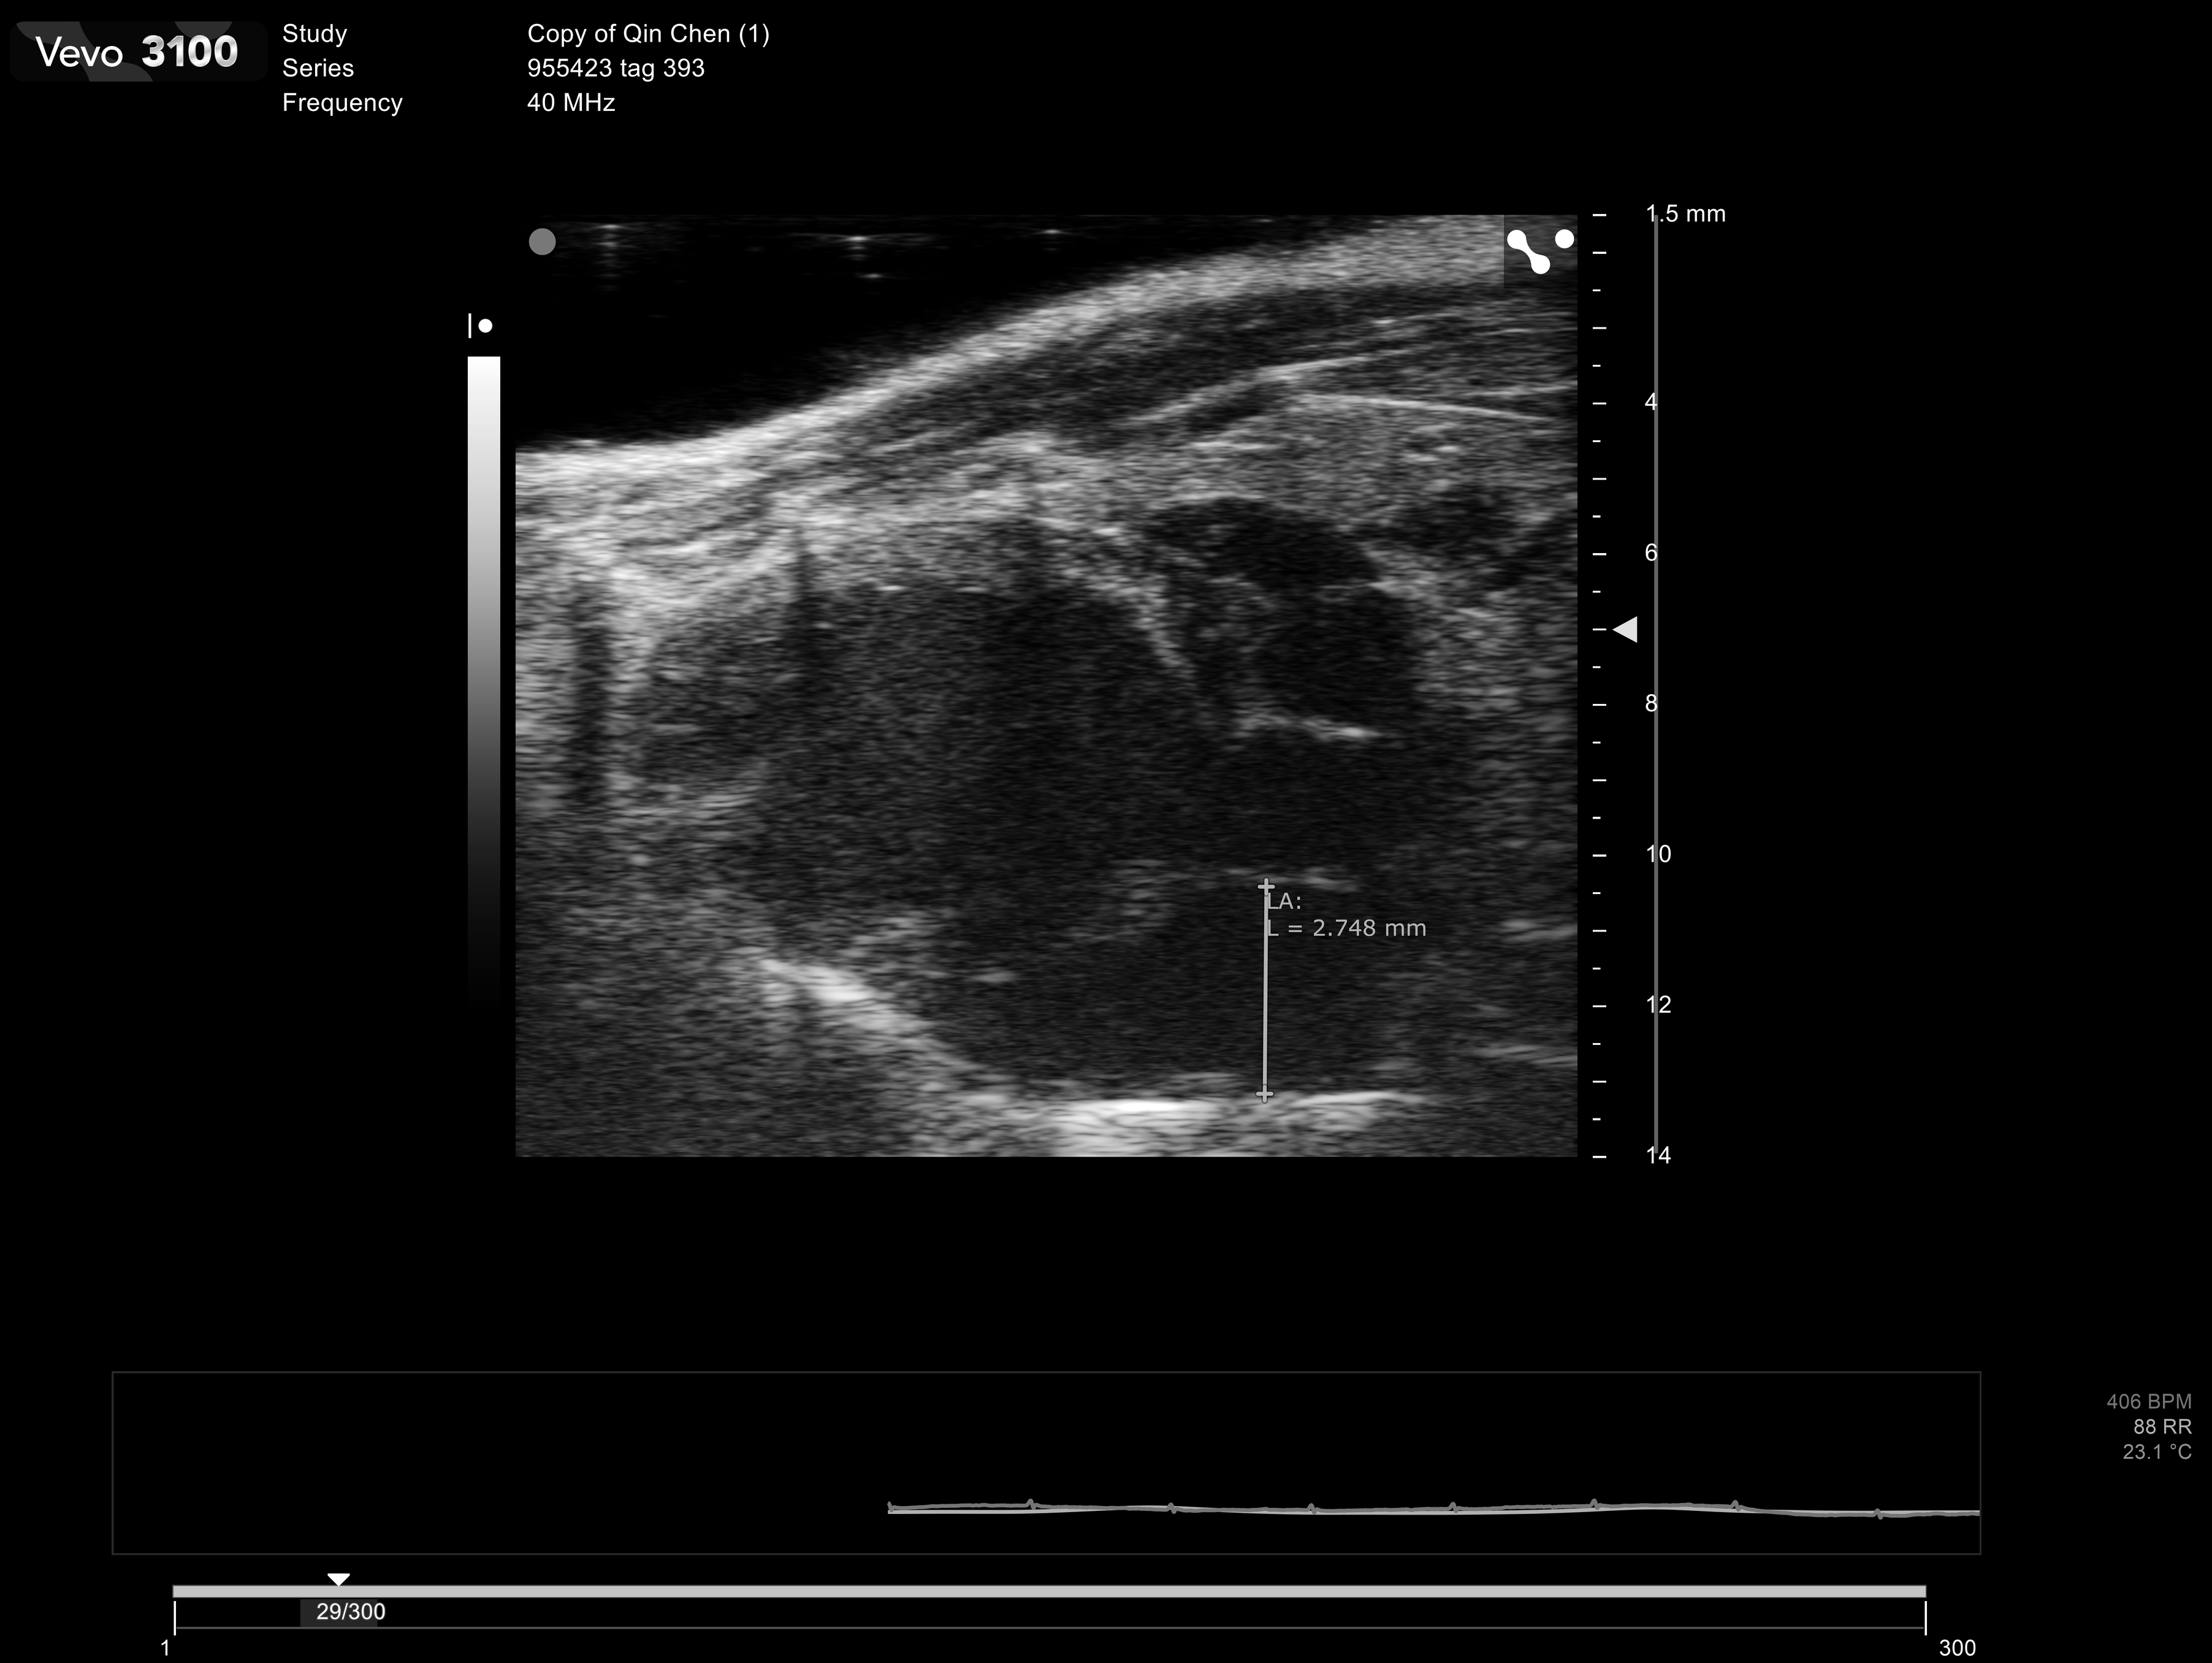 Vevo 3100
Study Copy of Qin Chen (1)
Series 955423 tag 393
Frequency 40 MHz
1.5 mm
4
6
8
10
LA:
L = 2.748 mm
12
14
406 BPM
88 RR
23.1 °C
29/300
1
300